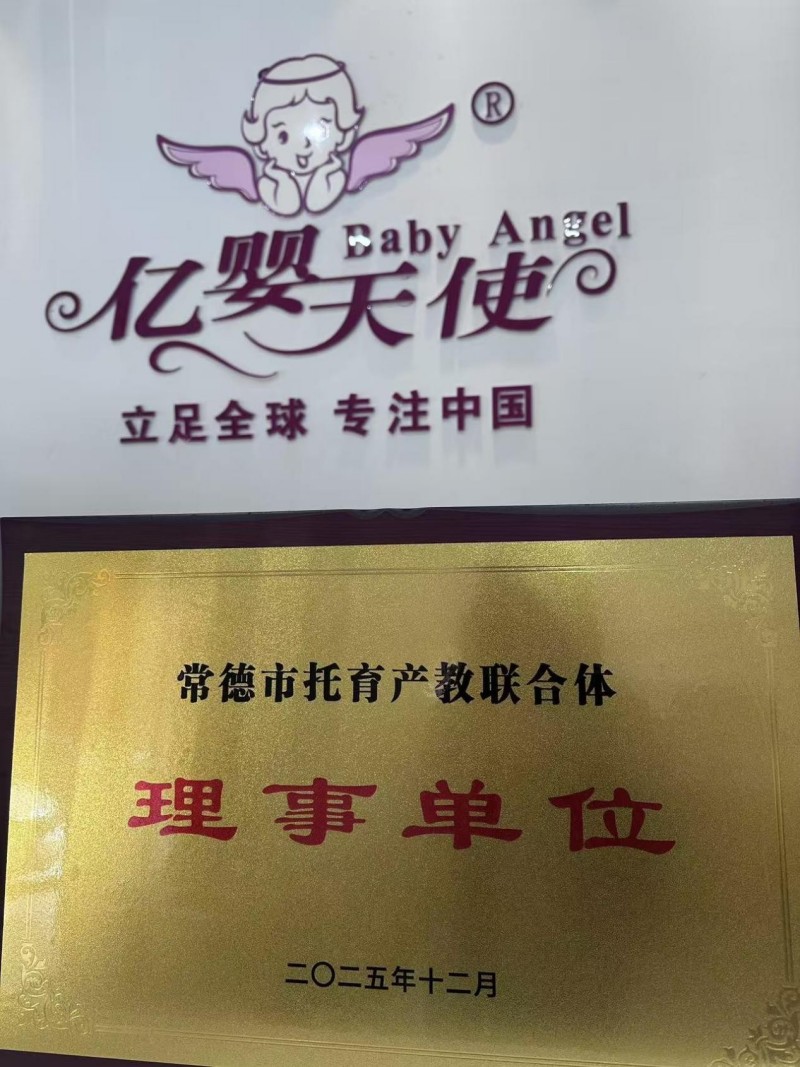 ®
Baby Angel
亿婴天使
立足全球 专注中国
常德市托育产教联合体
理事单位
二〇二五年十二月